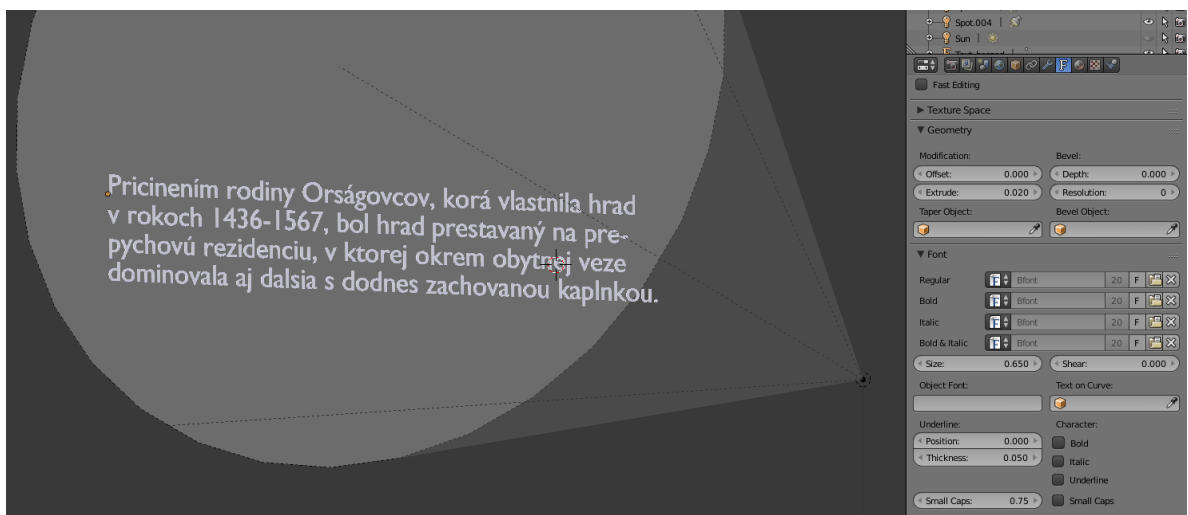 Pricinením rodiny Orságovcov, korá vlastnila hrad
v rokoch 1436-1567, bol hrad prestavaný na pre-
pychovú rezidenciu, v ktorej okrem obytnej veze
dominovala aj dalsia s dodnes zachovanou kaplnkou.
Spot.004
Sun
Fast Editing
Texture Space
Geometry
Modification: Bevel:
Offset: 0.000 Depth: 0.000
Extrude: 0.020 Resolution: 0
Taper Object: Bevel Object:
Font
Regular Bfont 20 F
Bold Bfont 20 F
Italic Bfont 20 F
Bold & Italic Bfont 20 F
Size: 0.650 Shear: 0.000
Object Font: Text on Curve:
Underline: Character:
Position: 0.000 Bold
Thickness: 0.050 Italic
Underline
Small Caps: 0.75 Small Caps